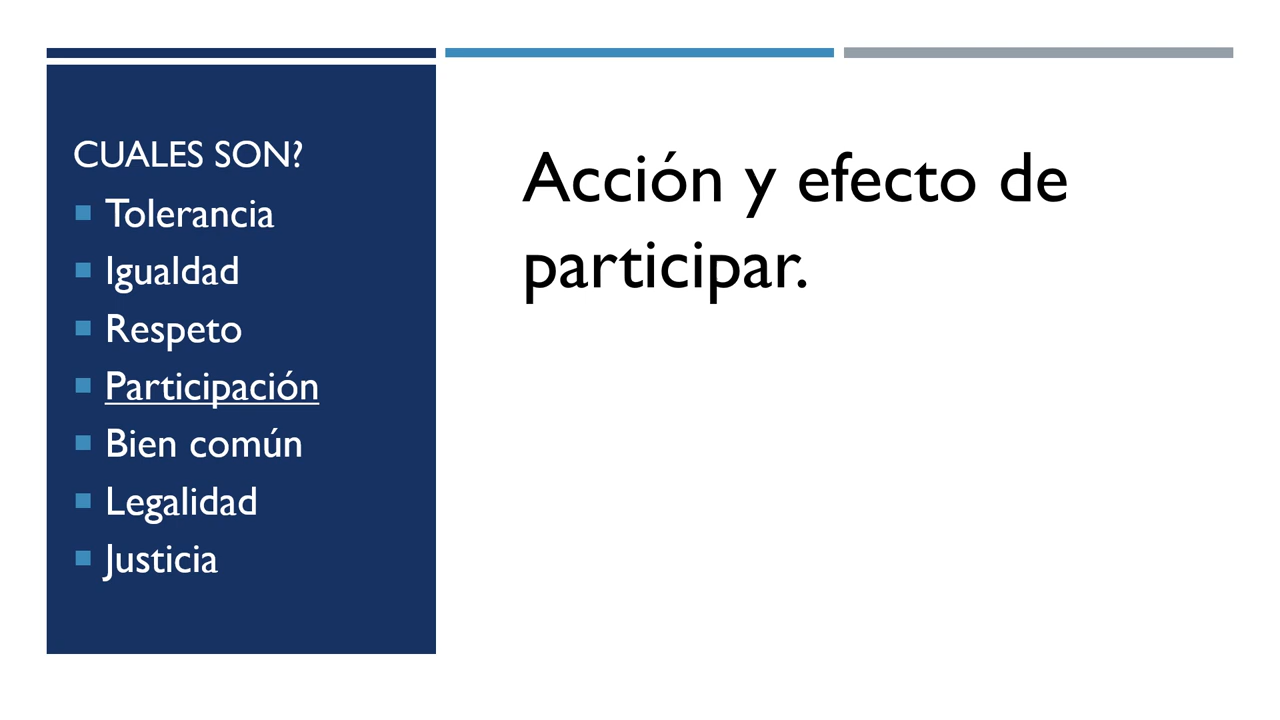 CUALES SON?
Tolerancia
Igualdad
Respeto
Participación
Bien común
Legalidad
Justicia
Acción y efecto de
participar.